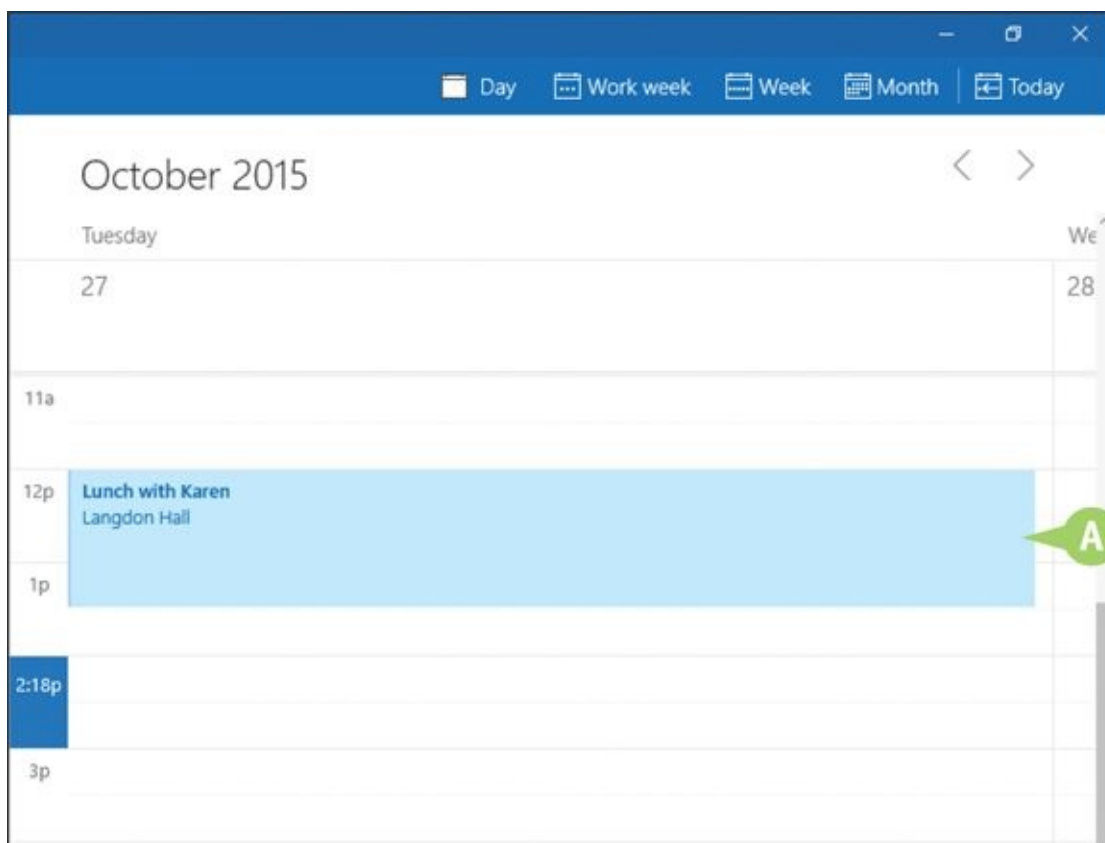 Day Work week Week Month Today
October 2015
Tuesday We
27 28
11a
12p Lunch with Karen
Langdon Hall
A
1p
2:18p
3p